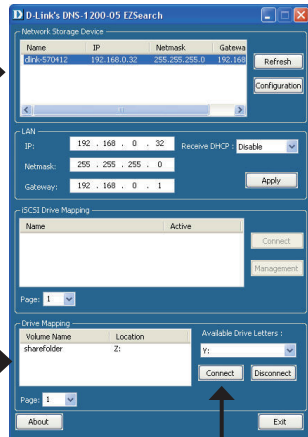 D-Link's DNS-1200-05 EZSearch
Network Storage Device
Name IP Netmask Gatewa
dlink-570412 192.168.0.32 255.255.255.0 192.168
Refresh
Configuration
LAN
IP: 192 . 168 . 0 . 32 Receive DHCP : Disable
Netmask: 255 . 255 . 255 . 0
Gateway: 192 . 168 . 0 . 1 Apply
iSCSI Drive Mapping
Name Active
Connect
Management
Page: 1
Drive Mapping
Volume Name Location Available Drive Letters :
sharefolder Z: Y:
Connect Disconnect
Page: 1
About Exit